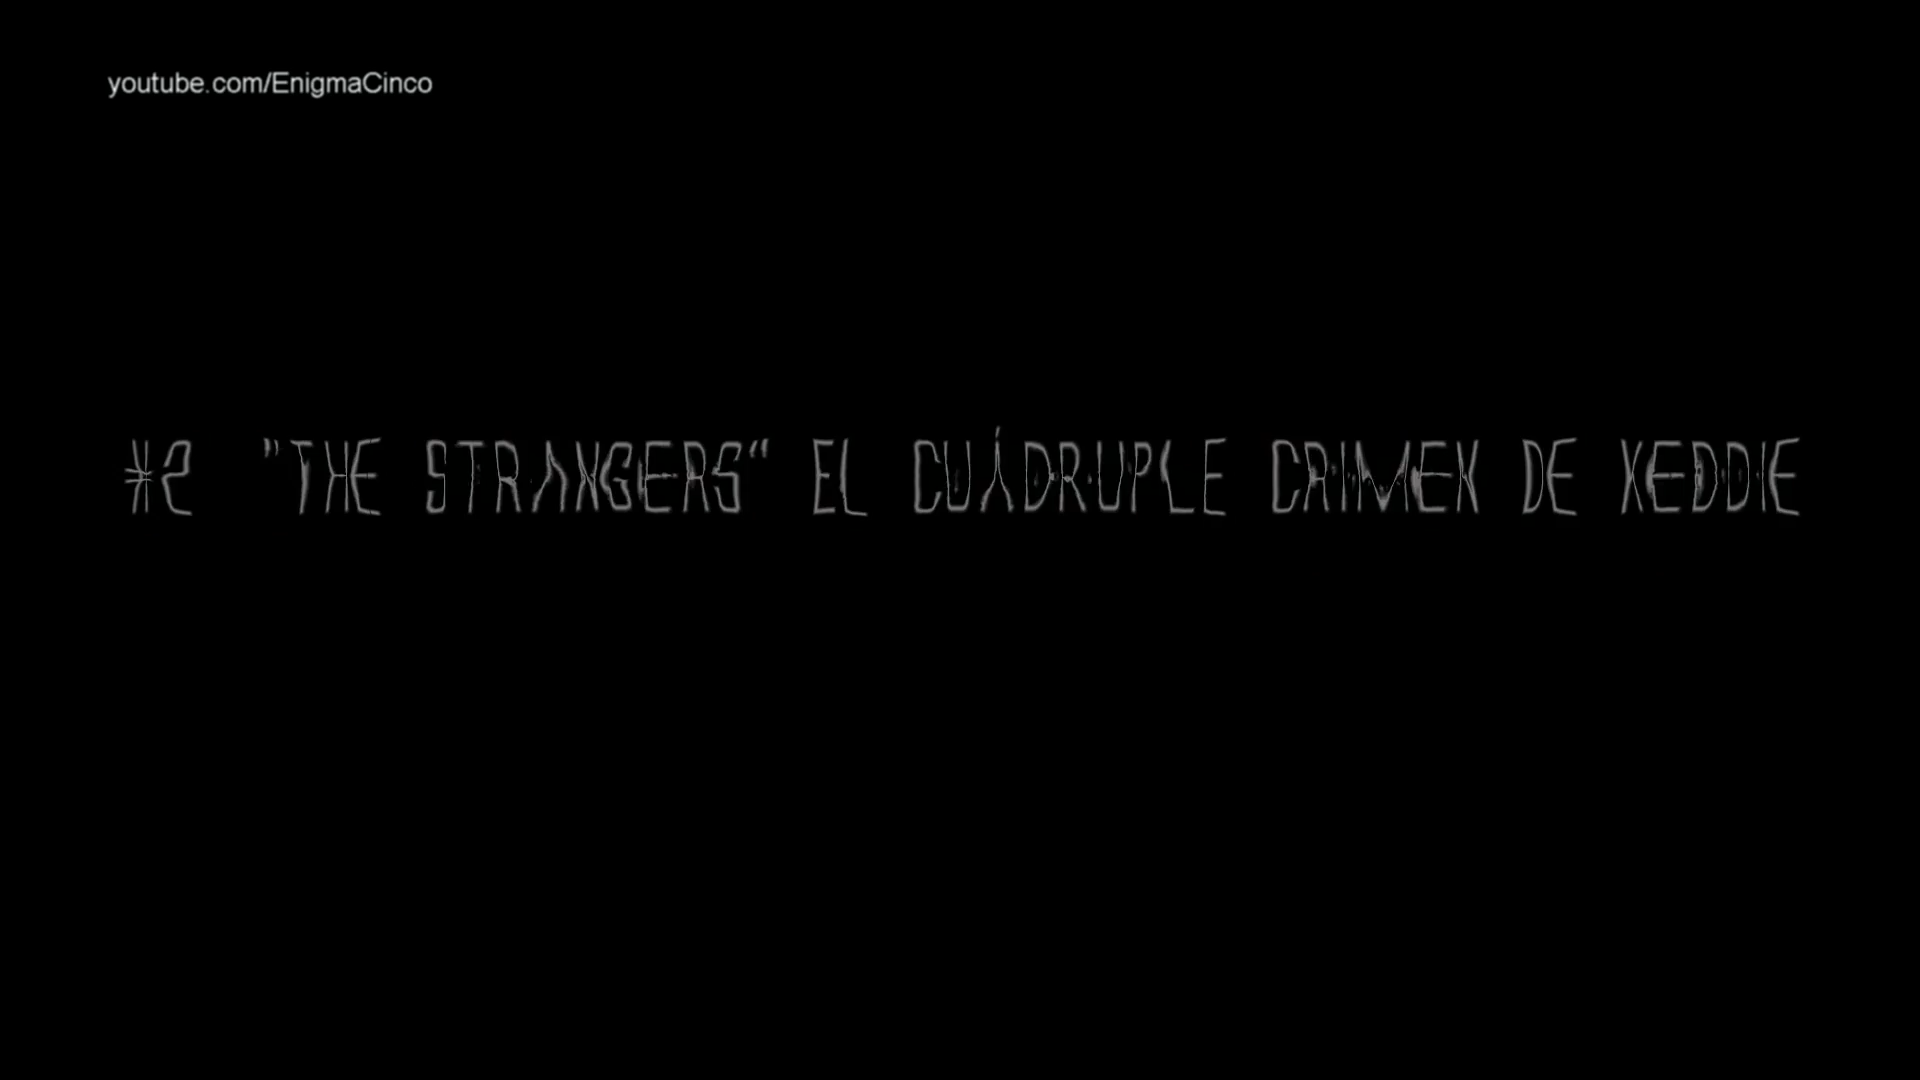 youtube.com/EnigmaCinco
#2 "THE STRANGERS" EL CUÁDRUPLE CRIMEN DE KEDDIE